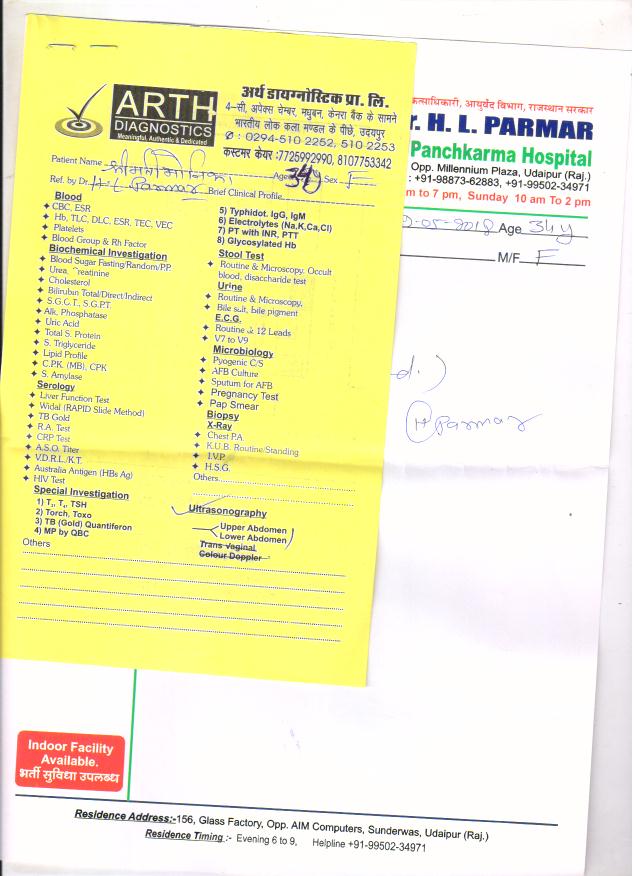 ARTH
DIAGNOSTICS
Meaningful, Authentic & Dedicated
अर्थ डायग्नोस्टिक प्रा. लि.
4-सी, अपेक्स चेम्बर, मधुबन, केनरा बैंक के सामने
भारतीय लोक कला मण्डल के पीछे, उदयपुर
: 0294-510 2252, 510 2253
कस्टमर केयर :7725992990, 8107753342
Patient Name श्रीमती Age 34y Sex F
Ref. by Dr. H. L Parmar Brief Clinical Profile
Blood
CBC, ESR
Hb, TLC, DLC, ESR, TEC, VEC
Platelets
Blood Group & Rh Factor
Biochemical Investigation
Blood Sugar Fasting/Random/P.P.
Urea, Creatinine
Cholesterol
Bilirubin Total/Direct/Indirect
S.G.C.T., S.G.P.T.
Alk. Phosphatase
Uric Acid
Total S. Protein
S. Triglyceride
Lipid Profile
C.P.K. (MB), CPK
S. Amylase
Serology
Liver Function Test
Widal (RAPID Slide Method)
TB Gold
R.A. Test
CRP Test
A.S.O. Titer
V.D.R.L./K.T.
Australia Antigen (HBs Ag)
HIV Test
Special Investigation
1) T₃, T₄, TSH
2) Torch, Toxo
3) TB (Gold) Quantiferon
4) MP by QBC
Others
5) Typhidot. IgG, IgM
6) Electrolytes (Na,K,Ca,Cl)
7) PT with INR, PTT
8) Glycosylated Hb
Stool Test
Routine & Microscopy. Occult
blood, disaccharide test
Urine
Routine & Microscopy,
Bile salt, bile pigment
E.C.G.
Routine & 12 Leads
V7 to V9
Microbiology
Pyogenic C/S
AFB Culture
Sputum for AFB
Pregnancy Test
Pap Smear
Biopsy
X-Ray
Chest P.A.
K.U.B. Routine/Standing
I.V.P.
H.S.G.
Others
Ultrasonography
Upper Abdomen
Lower Abdomen
Trans Vaginal
Colour Doppler
कत्साधिकारी, आयुर्वेद विभाग, राजस्थान सरकार
r. H. L. PARMAR
Panchkarma Hospital
Opp. Millennium Plaza, Udaipur (Raj.)
: +91-98873-62883, +91-99502-34971
m to 7 pm, Sunday 10 am To 2 pm
-05-2018 Age 34 y
M/F F
d.)
H Parmar
Indoor Facility
Available.
भर्ती सुविधा उपलब्ध
Residence Address:-156, Glass Factory, Opp. AIM Computers, Sunderwas, Udaipur (Raj.)
Residence Timing :- Evening 6 to 9, Helpline +91-99502-34971